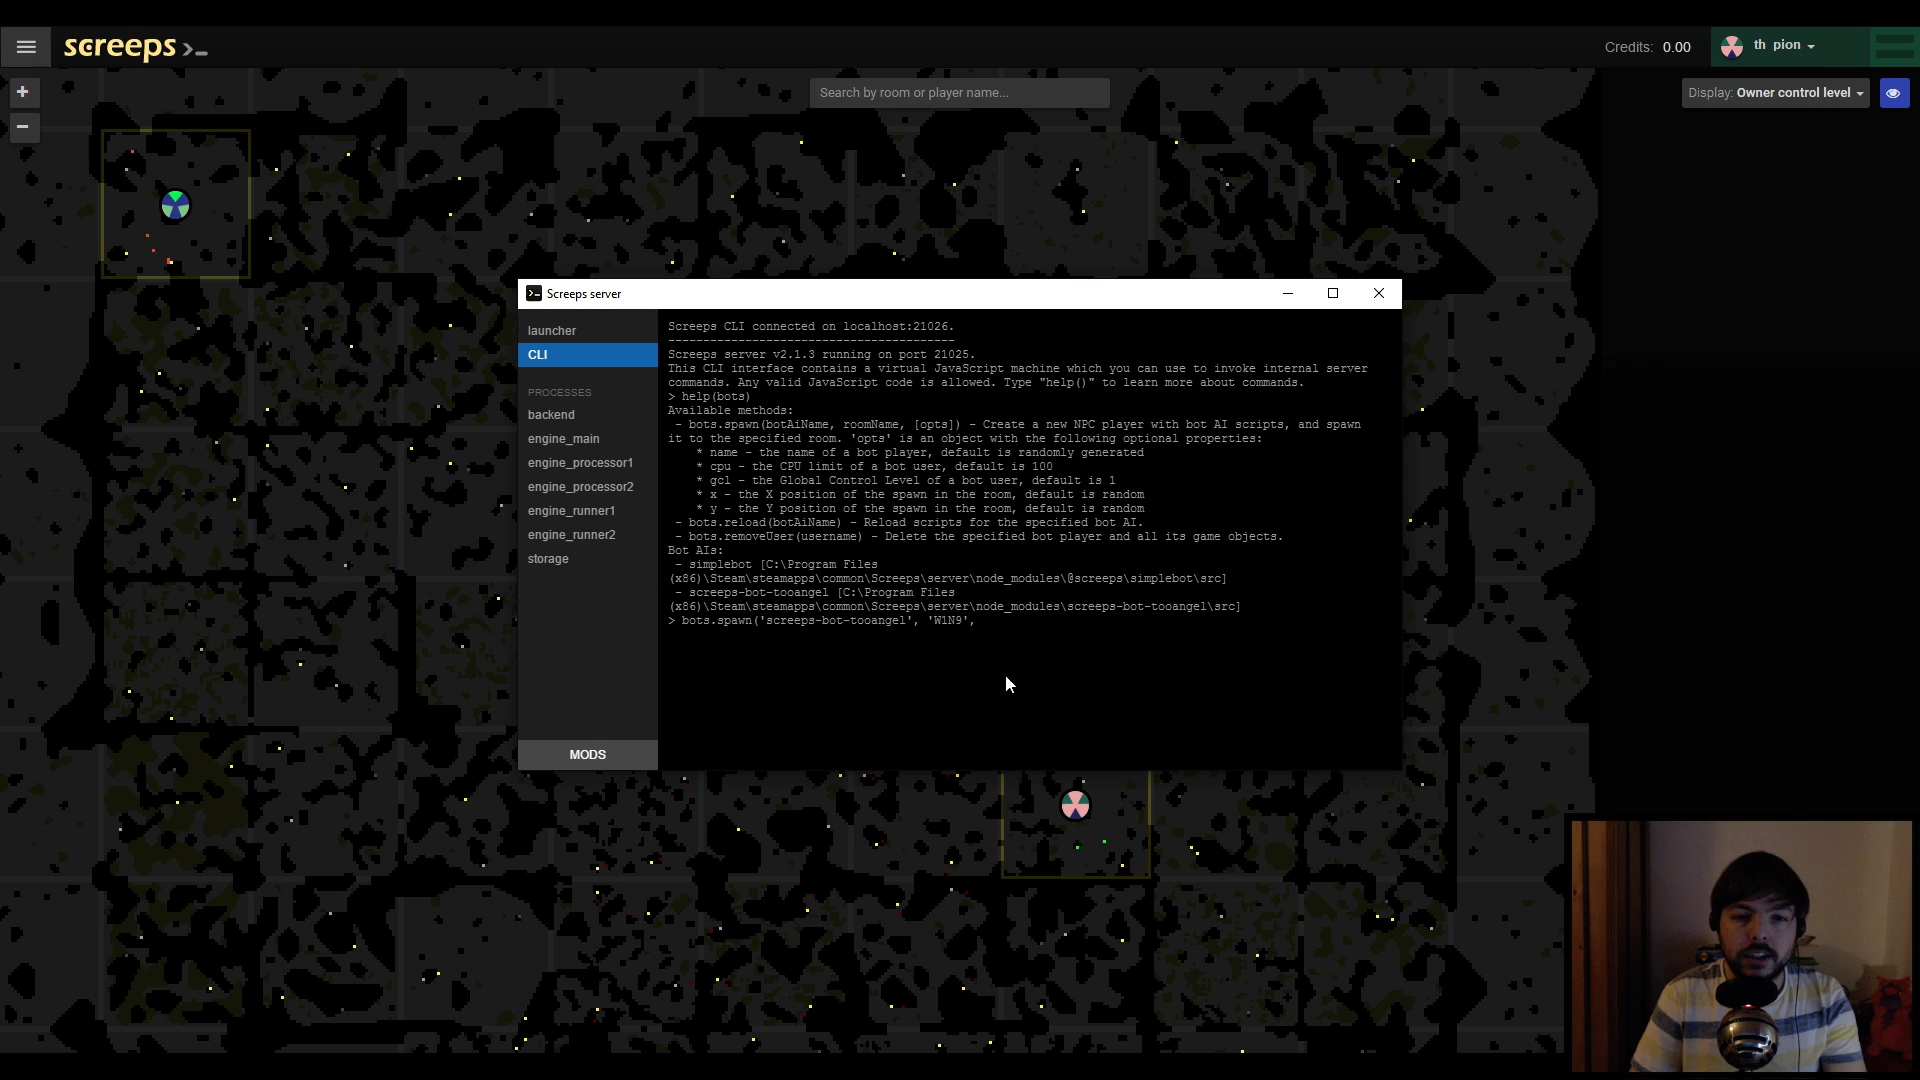 screeps
Credits: 0.00
th pion
Search by room or player name...
Display: Owner control level
Screeps server
launcher
CLI
PROCESSES
backend
engine_main
engine_processor1
engine_processor2
engine_runner1
engine_runner2
storage
MODS
Screeps CLI connected on localhost:21026.
-----------------------------------------
Screeps server v2.1.3 running on port 21025.
This CLI interface contains a virtual JavaScript machine which you can use to invoke internal server
commands. Any valid JavaScript code is allowed. Type "help()" to learn more about commands.
> help(bots)
Available methods:
- bots.spawn(botAiName, roomName, [opts]) - Create a new NPC player with bot AI scripts, and spawn
it to the specified room. 'opts' is an object with the following optional properties:
* name - the name of a bot player, default is randomly generated
* cpu - the CPU limit of a bot user, default is 100
* gcl - the Global Control Level of a bot user, default is 1
* x - the X position of the spawn in the room, default is random
* y - the Y position of the spawn in the room, default is random
- bots.reload(botAiName) - Reload scripts for the specified bot AI.
- bots.removeUser(username) - Delete the specified bot player and all its game objects.
Bot AIs:
- simplebot [C:\Program Files
(x86)\Steam\steamapps\common\Screeps\server\node_modules\@screeps\simplebot\src]
- screeps-bot-tooangel [C:\Program Files
(x86)\Steam\steamapps\common\Screeps\server\node_modules\screeps-bot-tooangel\src]
> bots.spawn('screeps-bot-tooangel', 'W1N9',